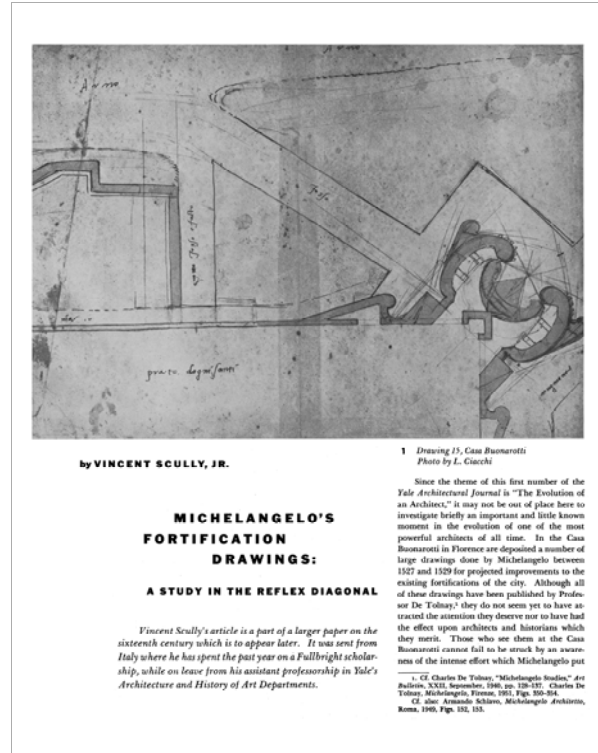 Arno
Arno
fosso
prato dognisanti
by VINCENT SCULLY, JR.
MICHELANGELO'S
FORTIFICATION
DRAWINGS:
A STUDY IN THE REFLEX DIAGONAL
Vincent Scully's article is a part of a larger paper on the
sixteenth century which is to appear later. It was sent from
Italy where he has spent the past year on a Fullbright scholar-
ship, while on leave from his assistant professorship in Yale's
Architecture and History of Art Departments.
1 Drawing 15, Casa Buonarotti
Photo by L. Ciacchi
Since the theme of this first number of the
Yale Architectural Journal is "The Evolution of
an Architect," it may not be out of place here to
investigate briefly an important and little known
moment in the evolution of one of the most
powerful architects of all time. In the Casa
Buonarotti in Florence are deposited a number of
large drawings done by Michelangelo between
1527 and 1529 for projected improvements to the
existing fortifications of the city. Although all
of these drawings have been published by Profes-
sor De Tolnay,¹ they do not seem yet to have at-
tracted the attention they deserve nor to have had
the effect upon architects and historians which
they merit. Those who see them at the Casa
Buonarotti cannot fail to be struck by an aware-
ness of the intense effort which Michelangelo put
1. Cf. Charles De Tolnay, "Michelangelo Studies," Art
Bulletin, XXII, September, 1940, pp. 128-137. Charles De
Tolnay, Michelangelo, Firenze, 1951, Figs. 350-354.
Cf. also: Armando Schiavo, Michelangelo Architetto,
Roma, 1949, Figs. 152, 153.